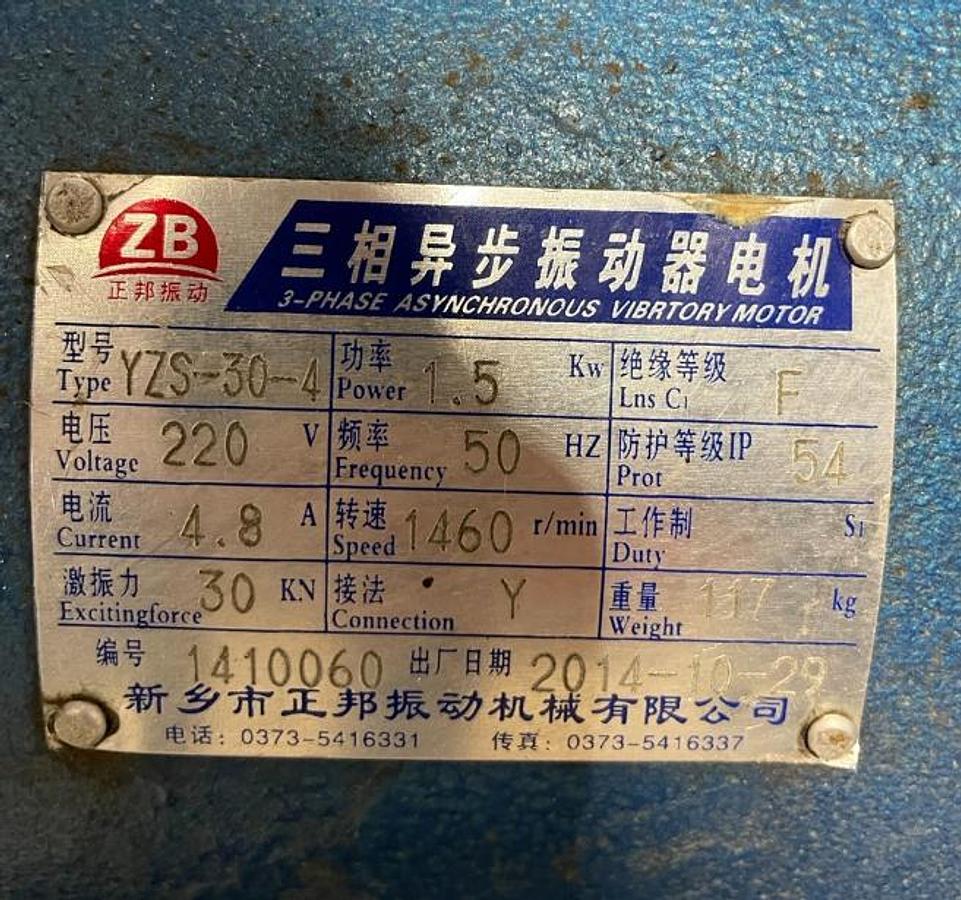 ZB
正邦振动
三相异步振动器电机
3-PHASE ASYNCHRONOUS VIBRTORY MOTOR
型号 Type YZS-30-4 功率 Power 1.5 Kw 绝缘等级 Lns Cl F
电压 Voltage 220 V 频率 Frequency 50 HZ 防护等级IP Prot 54
电流 Current 4.8 A 转速 Speed 1460 r/min 工作制 Duty S1
激振力 Excitingforce 30 KN 接法 Connection Y 重量 Weight 117 kg
编号 1410060 出厂日期 2014-10-29
新乡市正邦振动机械有限公司
电话: 0373-5416331 传真: 0373-5416337